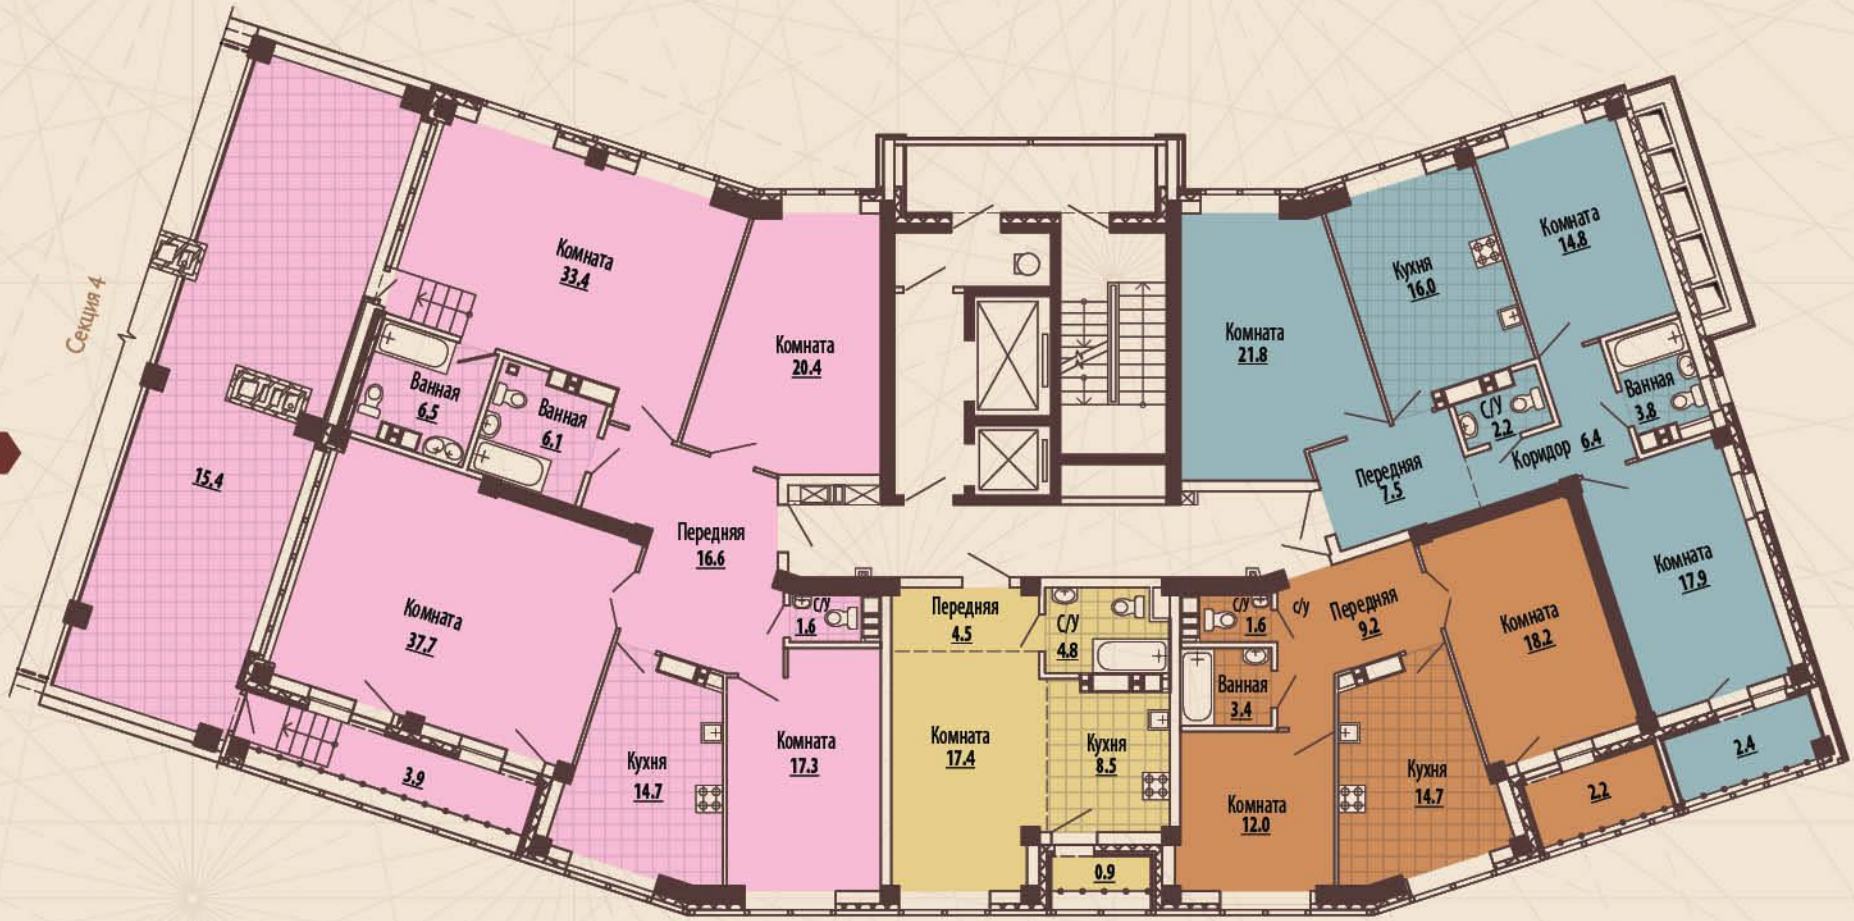 Секция 4
15.4
Комната
33.4
Комната
20.4
Ванная
6.5
Ванная
6.1
Передняя
16.6
Комната
37.7
С/У
1.6
3.9
Кухня
14.7
Комната
17.3
Передняя
4.5
С/У
4.8
Комната
17.4
Кухня
8.5
0.9
С/У
1.6
с/у
Передняя
9.2
Ванная
3.4
Комната
12.0
Кухня
14.7
Комната
18.2
2.2
Комната
21.8
Кухня
16.0
Комната
14.8
С/У
2.2
Ванная
3.8
Коридор 6.4
Передняя
7.5
Комната
17.9
2.4